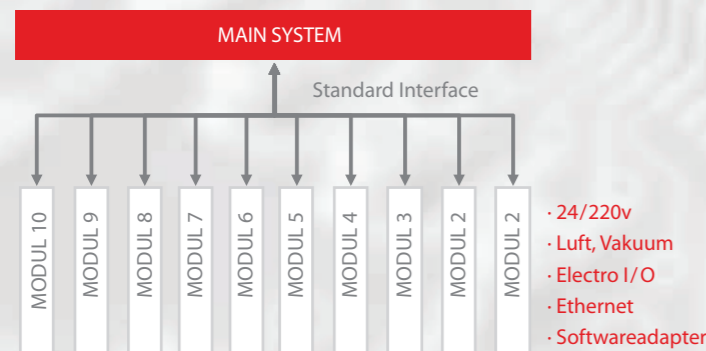 MAIN SYSTEM
Standard Interface
MODUL 10
MODUL 9
MODUL 8
MODUL 7
MODUL 6
MODUL 5
MODUL 4
MODUL 3
MODUL 2
MODUL 2
· 24/220v
· Luft, Vakuum
· Electro I/O
· Ethernet
· Softwareadapter